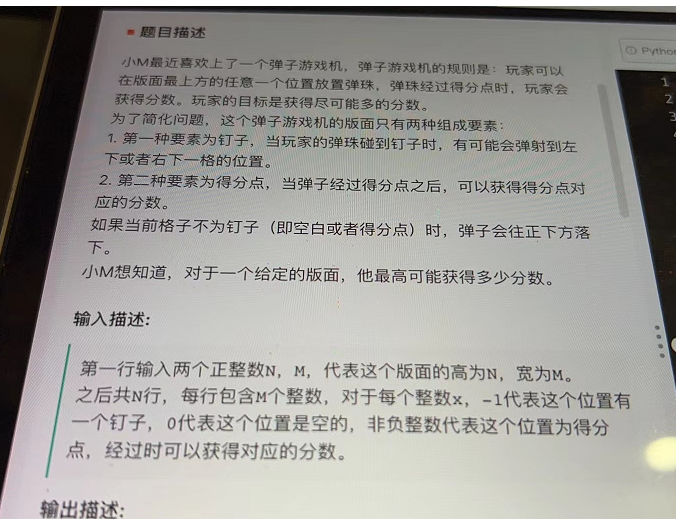 题目描述
小M最近喜欢上了一个弹子游戏机，弹子游戏机的规则是：玩家可以
在版面最上方的任意一个位置放置弹珠，弹珠经过得分点时，玩家会
获得分数。玩家的目标是获得尽可能多的分数。
为了简化问题，这个弹子游戏机的版面只有两种组成要素：
1. 第一种要素为钉子，当玩家的弹珠碰到钉子时，有可能会弹射到左
下或者右下一格的位置。
2. 第二种要素为得分点，当弹子经过得分点之后，可以获得得分点对
应的分数。
如果当前格子不为钉子（即空白或者得分点）时，弹子会往正下方落
下。
小M想知道，对于一个给定的版面，他最高可能获得多少分数。
输入描述:
第一行输入两个正整数N, M, 代表这个版面的高为N, 宽为M。
之后共N行，每行包含M个整数，对于每个整数x, -1代表这个位置有
一个钉子，0代表这个位置是空的，非负整数代表这个位置为得分
点，经过时可以获得对应的分数。
输出描述:
Python
1
2
3